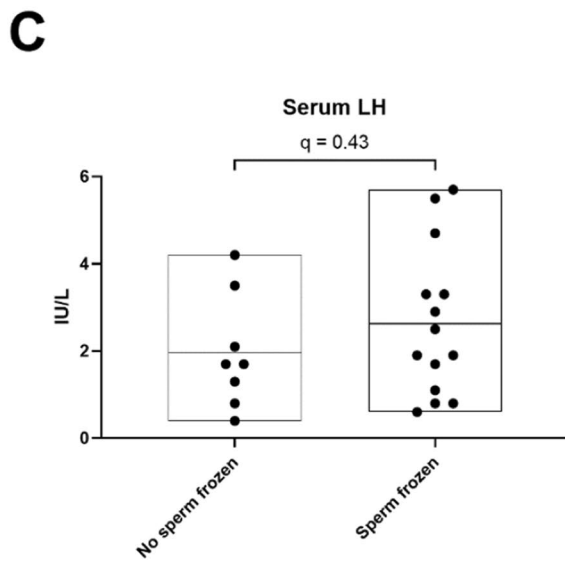 C
Serum LH
q = 0.43
6
4
2
0
IU/L
No sperm frozen
Sperm frozen